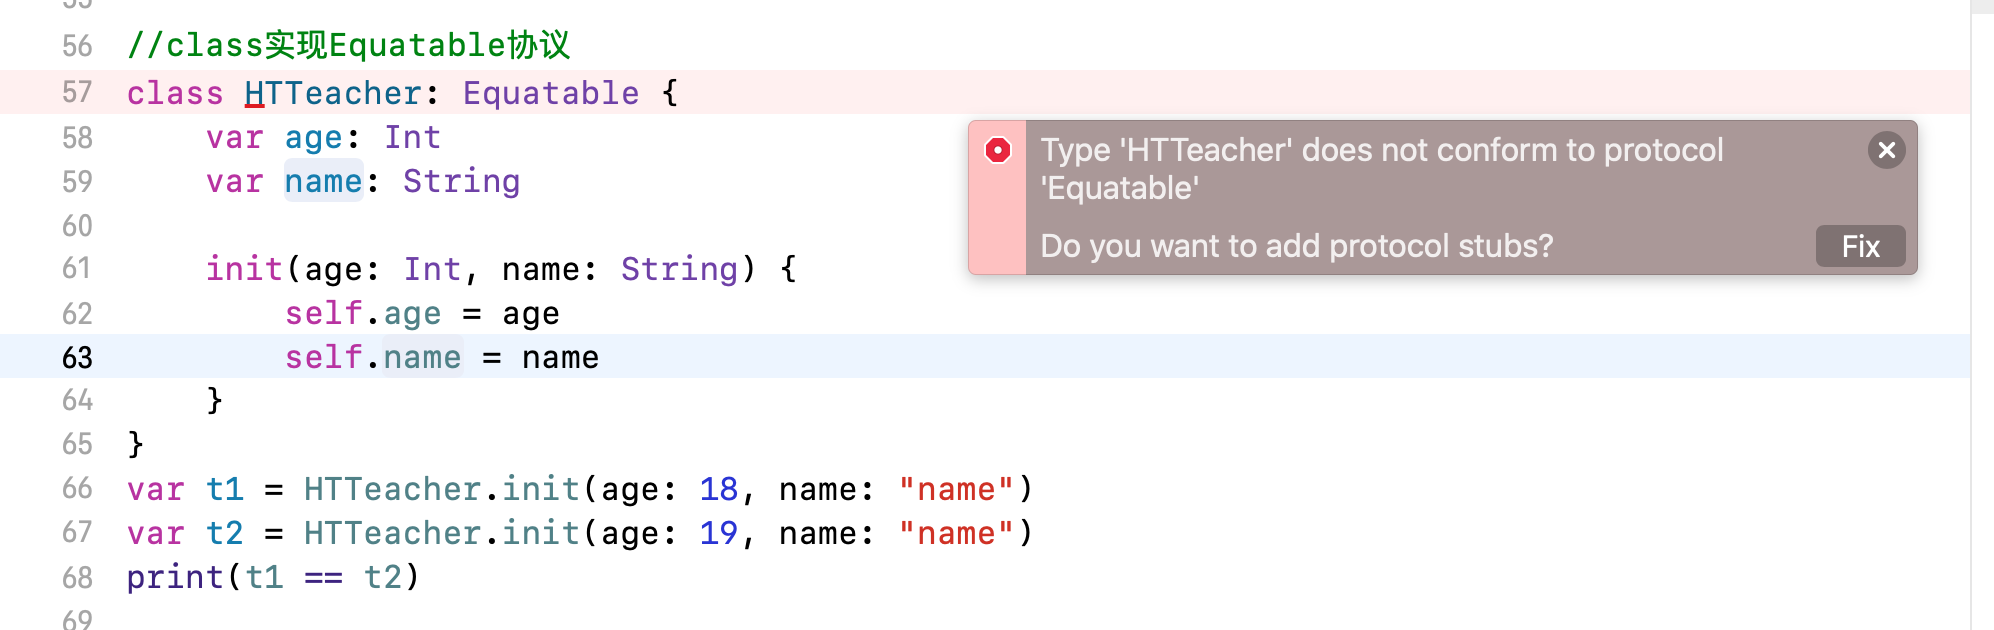 55
56 //class实现Equatable协议
57 class HTTeacher: Equatable {
58 var age: Int
59 var name: String
60
61 init(age: Int, name: String) {
62 self.age = age
63 self.name = name
64 }
65 }
66 var t1 = HTTeacher.init(age: 18, name: "name")
67 var t2 = HTTeacher.init(age: 19, name: "name")
68 print(t1 == t2)
69
Type 'HTTeacher' does not conform to protocol
'Equatable'
Do you want to add protocol stubs?
Fix